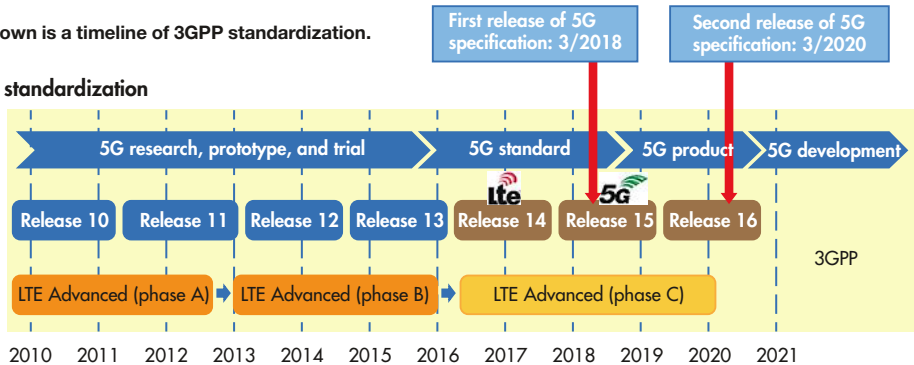 First release of 5G
specification: 3/2018
Second release of 5G
specification: 3/2020
own is a timeline of 3GPP standardization.
standardization
5G research, prototype, and trial
5G standard
5G product
5G development
lte
5G
Release 10
Release 11
Release 12
Release 13
Release 14
Release 15
Release 16
3GPP
LTE Advanced (phase A)
LTE Advanced (phase B)
LTE Advanced (phase C)
2010 2011 2012 2013 2014 2015 2016 2017 2018 2019 2020 2021